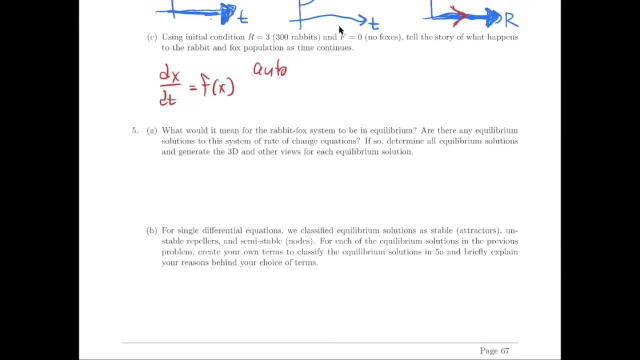 t
t
R
(c) Using initial condition R = 3 (300 rabbits) and F = 0 (no foxes), tell the story of what happens
to the rabbit and fox population as time continues.
dx/dt = f(x) auto
5. (a) What would it mean for the rabbit-fox system to be in equilibrium? Are there any equilibrium
solutions to this system of rate of change equations? If so, determine all equilibrium solutions
and generate the 3D and other views for each equilibrium solution.
(b) For single differential equations, we classified equilibrium solutions as stable (attractors), un-
stable repellers, and semi-stable (nodes). For each of the equilibrium solutions in the previous
problem, create your own terms to classify the equilibrium solutions in 5a and briefly explain
your reasons behind your choice of terms.
Page 67